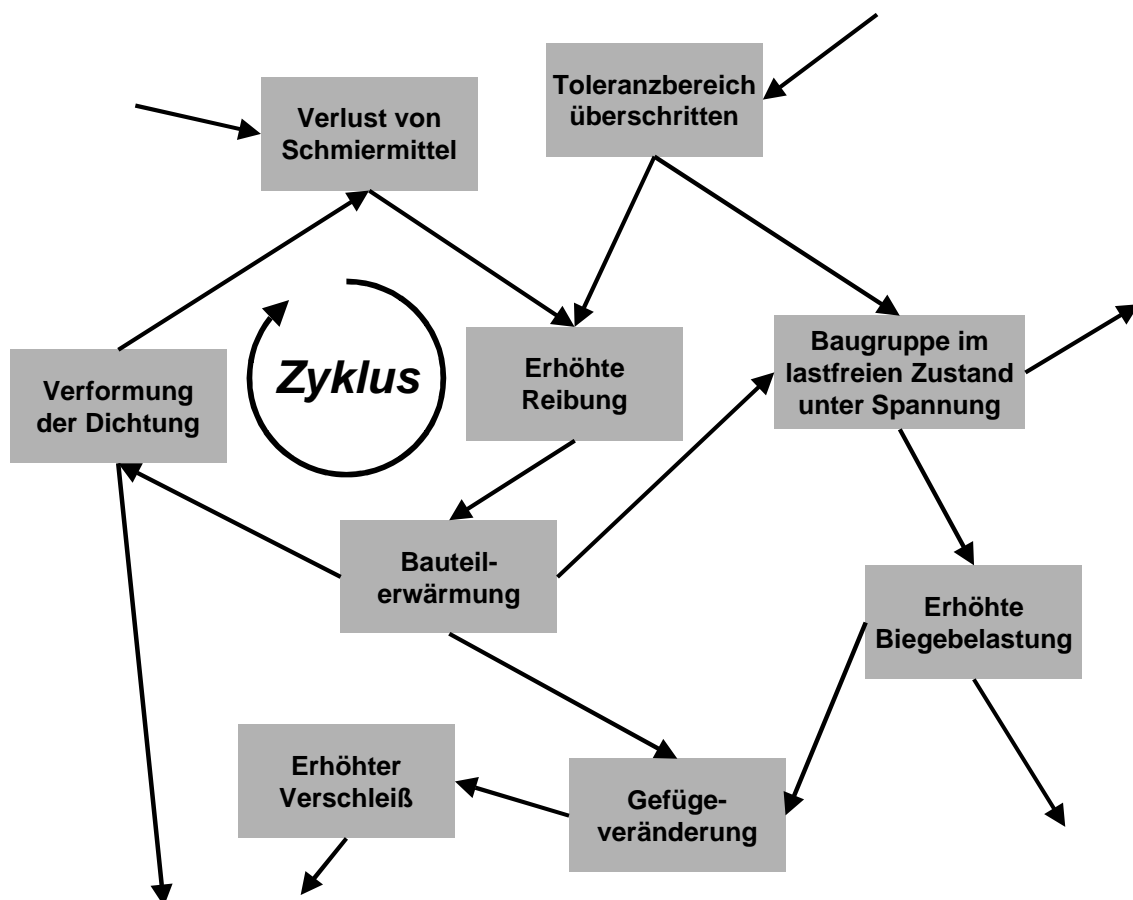 Toleranzbereich
überschritten
Verlust von
Schmiermittel
Zyklus
Erhöhte
Reibung
Baugruppe im
lastfreien Zustand
unter Spannung
Verformung
der Dichtung
Bauteil-
erwärmung
Erhöhte
Biegebelastung
Erhöhter
Verschleiß
Gefüge-
veränderung